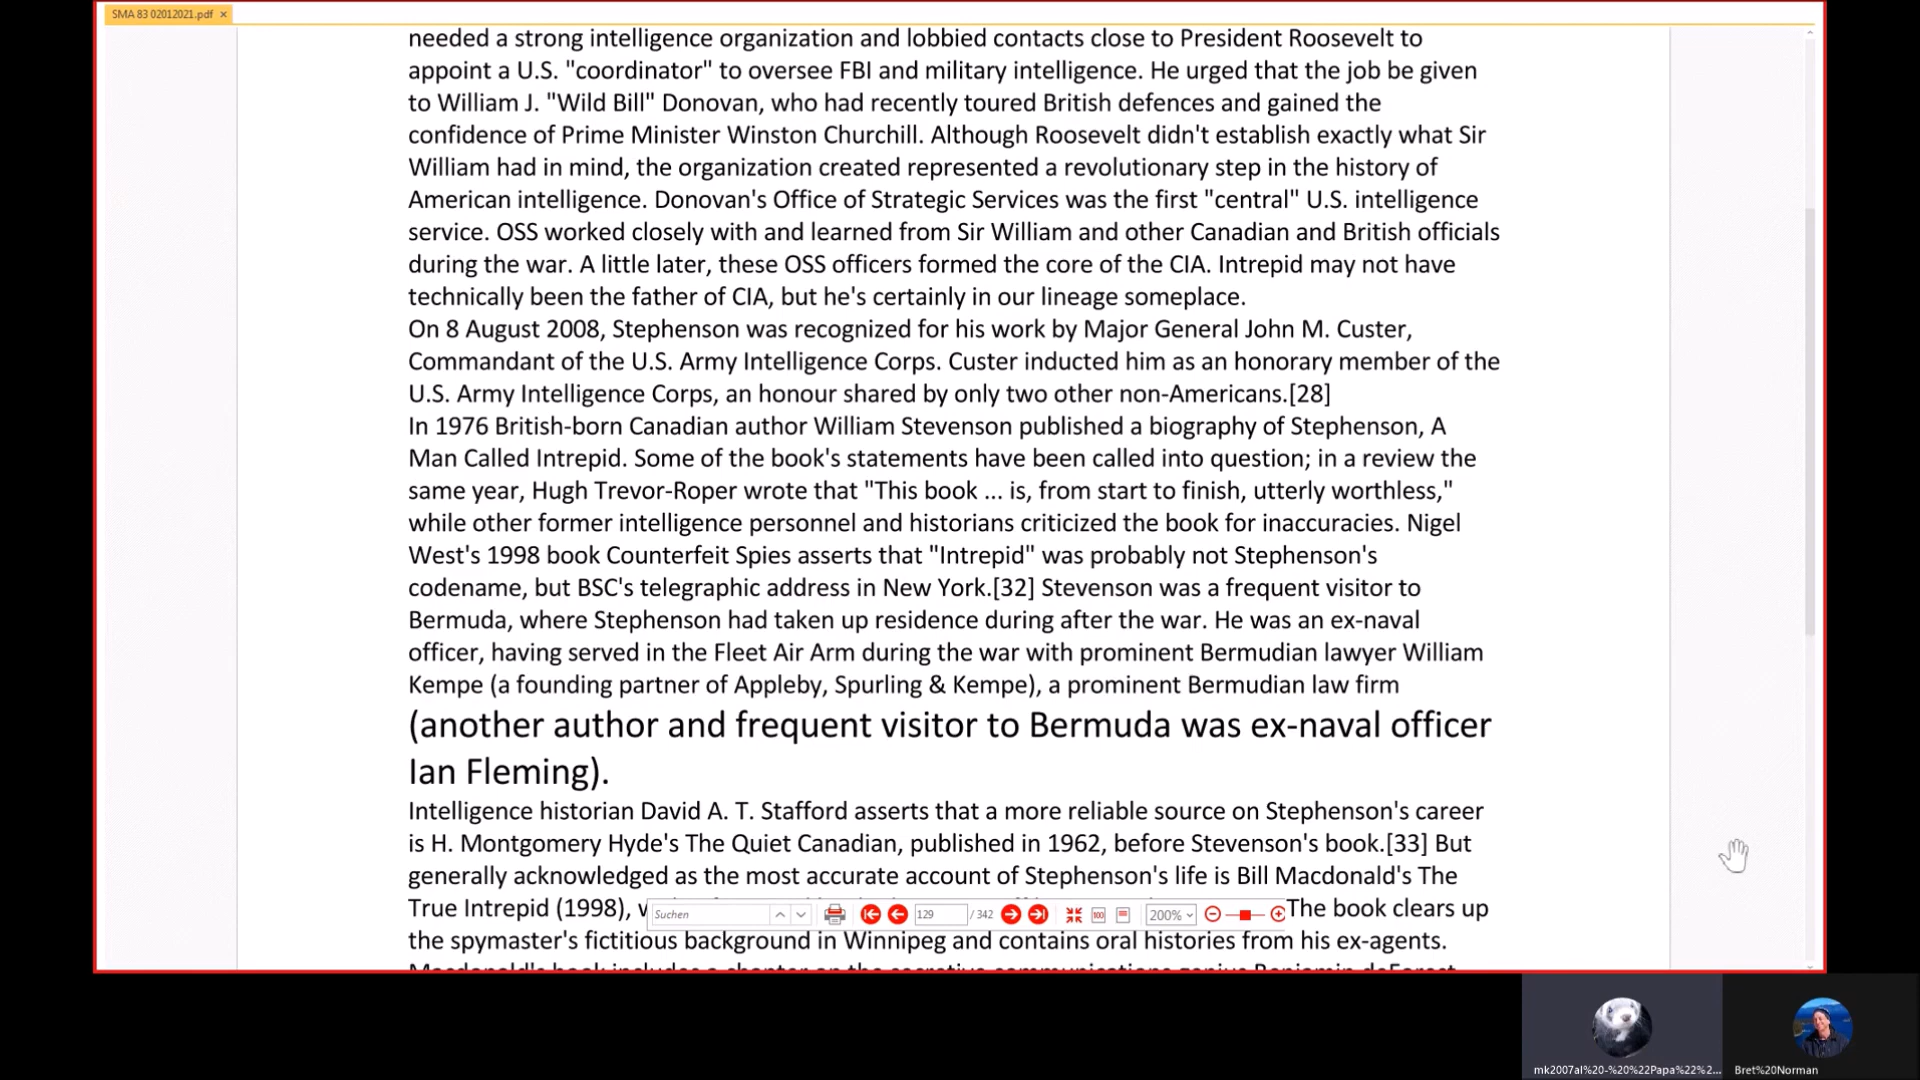 SMA 83 02012021.pdf ×
needed a strong intelligence organization and lobbied contacts close to President Roosevelt to
appoint a U.S. "coordinator" to oversee FBI and military intelligence. He urged that the job be given
to William J. "Wild Bill" Donovan, who had recently toured British defences and gained the
confidence of Prime Minister Winston Churchill. Although Roosevelt didn't establish exactly what Sir
William had in mind, the organization created represented a revolutionary step in the history of
American intelligence. Donovan's Office of Strategic Services was the first "central" U.S. intelligence
service. OSS worked closely with and learned from Sir William and other Canadian and British officials
during the war. A little later, these OSS officers formed the core of the CIA. Intrepid may not have
technically been the father of CIA, but he's certainly in our lineage someplace.
On 8 August 2008, Stephenson was recognized for his work by Major General John M. Custer,
Commandant of the U.S. Army Intelligence Corps. Custer inducted him as an honorary member of the
U.S. Army Intelligence Corps, an honour shared by only two other non-Americans.[28]
In 1976 British-born Canadian author William Stevenson published a biography of Stephenson, A
Man Called Intrepid. Some of the book's statements have been called into question; in a review the
same year, Hugh Trevor-Roper wrote that "This book ... is, from start to finish, utterly worthless,"
while other former intelligence personnel and historians criticized the book for inaccuracies. Nigel
West's 1998 book Counterfeit Spies asserts that "Intrepid" was probably not Stephenson's
codename, but BSC's telegraphic address in New York.[32] Stevenson was a frequent visitor to
Bermuda, where Stephenson had taken up residence during after the war. He was an ex-naval
officer, having served in the Fleet Air Arm during the war with prominent Bermudian lawyer William
Kempe (a founding partner of Appleby, Spurling & Kempe), a prominent Bermudian law firm
(another author and frequent visitor to Bermuda was ex-naval officer
Ian Fleming).
Intelligence historian David A. T. Stafford asserts that a more reliable source on Stephenson's career
is H. Montgomery Hyde's The Quiet Canadian, published in 1962, before Stevenson's book.[33] But
generally acknowledged as the most accurate account of Stephenson's life is Bill Macdonald's The
True Intrepid (1998), The book clears up
Suchen 129 / 342 100 200%
the spymaster's fictitious background in Winnipeg and contains oral histories from his ex-agents.
Macdonald's book includes a chapter on the secretive communications genius Benjamin deForest
mk2007al%20-%20%22Papa%22%2...
Bret%20Norman